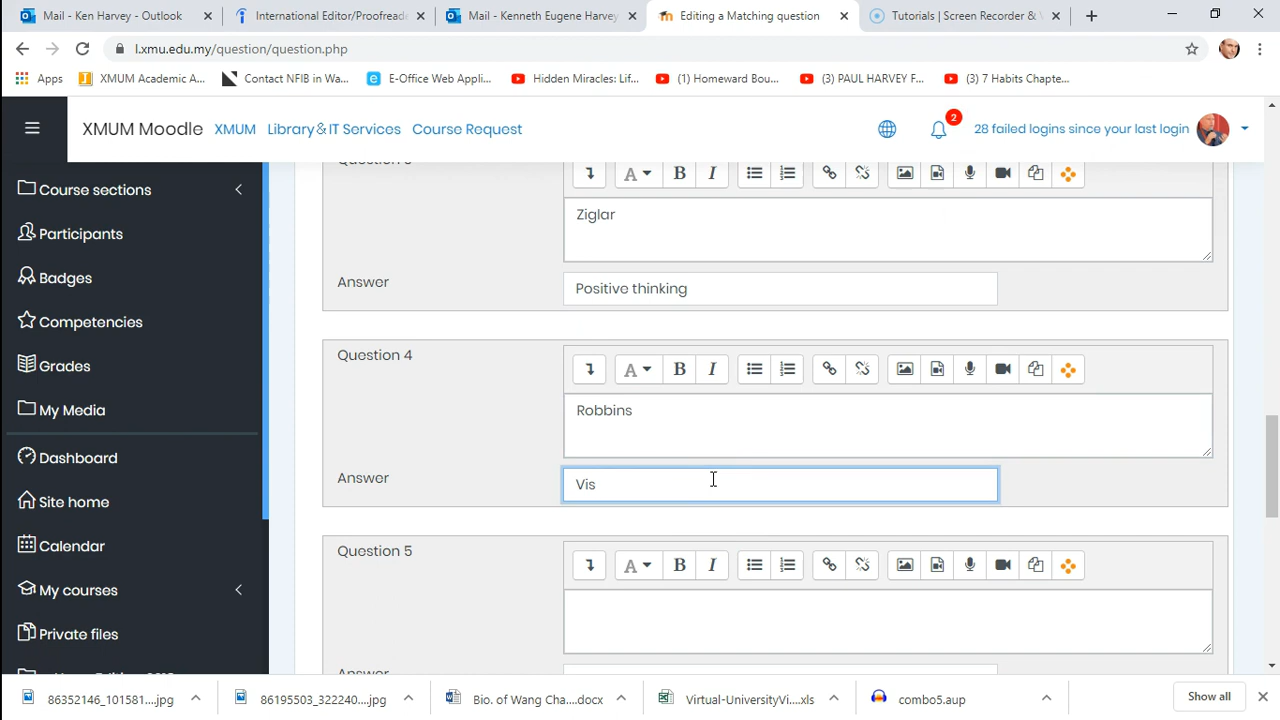 Mail - Ken Harvey - Outlook
International Editor/Proofreade
Mail - Kenneth Eugene Harvey
Editing a Matching question
Tutorials | Screen Recorder &
l.xmu.edu.my/question/question.php
Apps
XMUM Academic A...
Contact NFIB in Wa...
E-Office Web Appli...
Hidden Miracles: Lif...
(1) Homeward Bou...
(3) PAUL HARVEY F...
(3) 7 Habits Chapte...
XMUM Moodle
XMUM
Library&IT Services
Course Request
2
28 failed logins since your last login
Course sections
Participants
Badges
Competencies
Grades
My Media
Dashboard
Site home
Calendar
My courses
Private files
A
B
I
Ziglar
Answer
Positive thinking
Question 4
A
B
I
Robbins
Answer
Vis
Question 5
A
B
I
86352146_101581....jpg
86195503_322240....jpg
Bio. of Wang Cha....docx
Virtual-UniversityVi....xls
combo5.aup
Show all